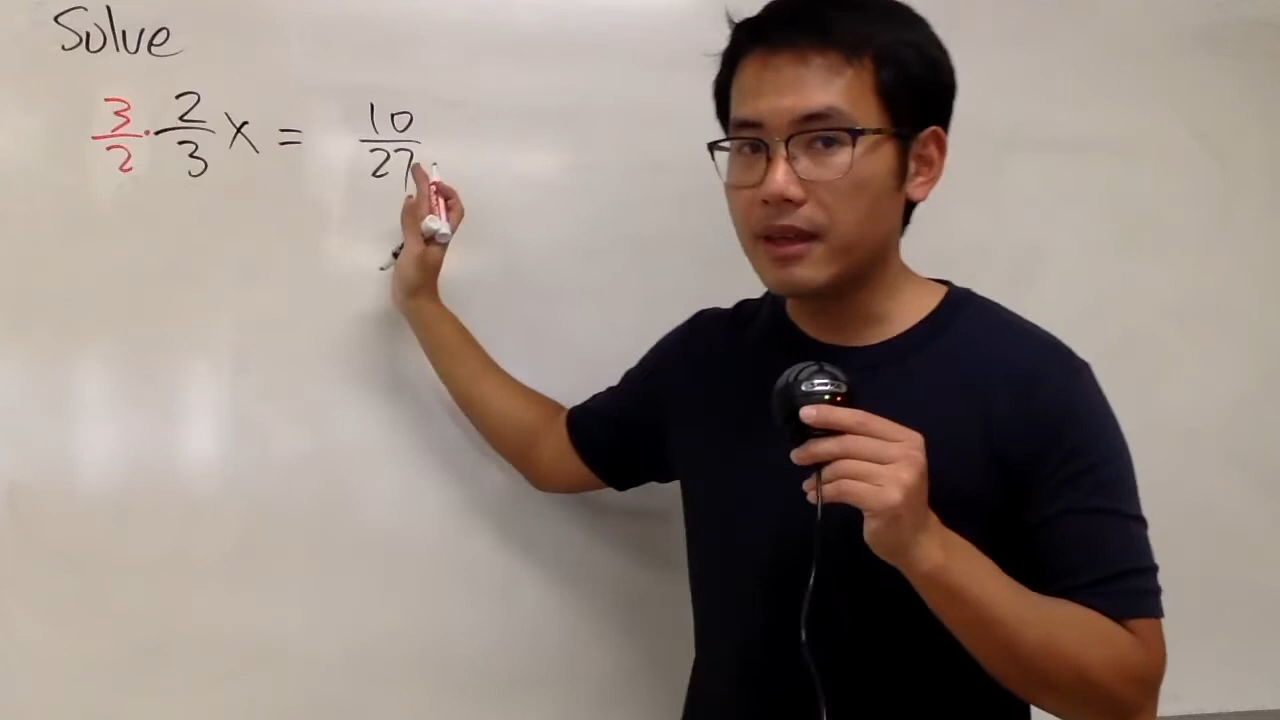 Solve
3/2 · 2/3 x = 10/27